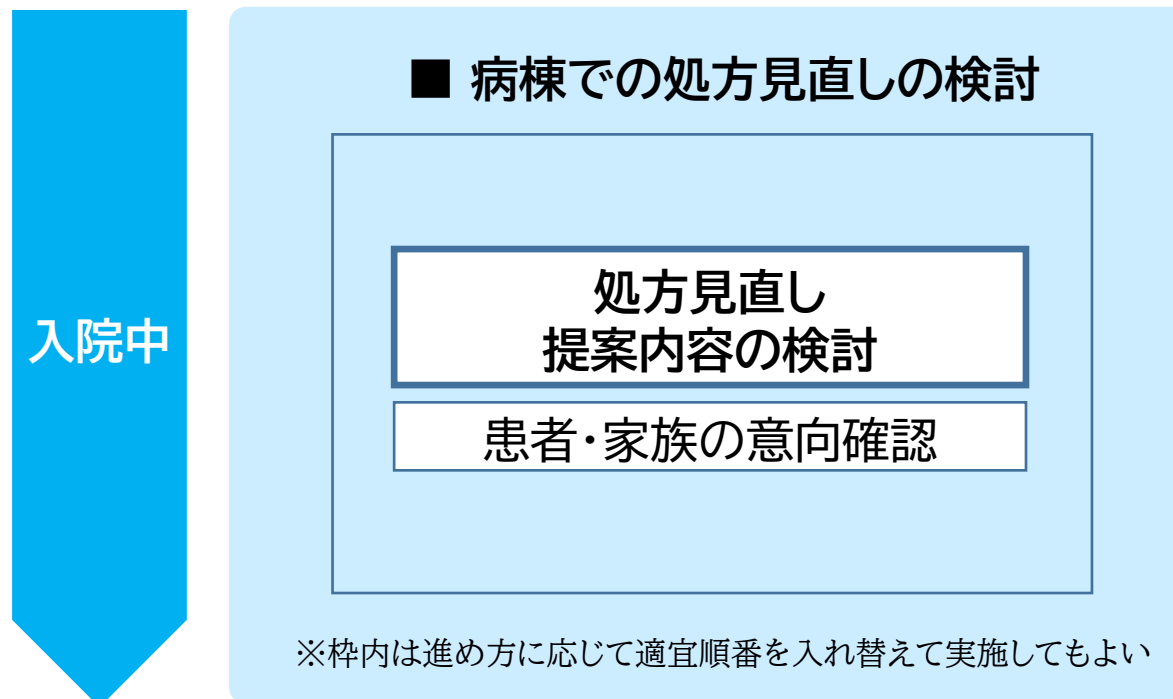 ■ 病棟での処方見直しの検討
処方見直し
提案内容の検討
入院中
患者・家族の意向確認
※枠内は進め方に応じて適宜順番を入れ替えて実施してもよい